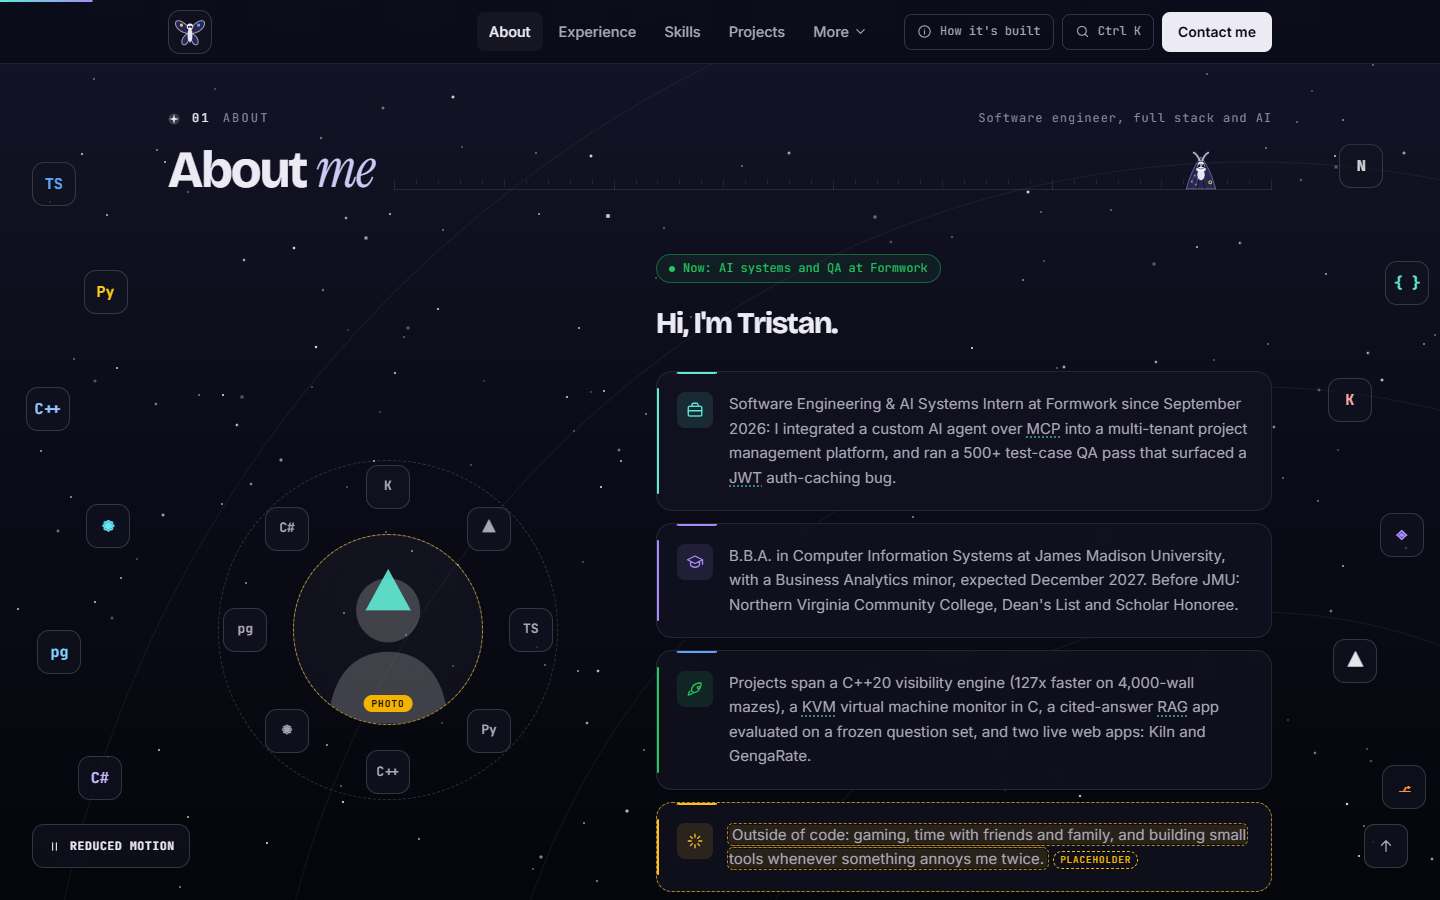 About
Experience
Skills
Projects
More
How it's built
Ctrl K
Contact me
01 ABOUT
Software engineer, full stack and AI
About me
TS
N
Py
{ }
C++
K
pg
C#
Now: AI systems and QA at Formwork
Hi, I'm Tristan.
Software Engineering & AI Systems Intern at Formwork since September
2026: I integrated a custom AI agent over MCP into a multi-tenant project
management platform, and ran a 500+ test-case QA pass that surfaced a
JWT auth-caching bug.
B.B.A. in Computer Information Systems at James Madison University,
with a Business Analytics minor, expected December 2027. Before JMU:
Northern Virginia Community College, Dean's List and Scholar Honoree.
Projects span a C++20 visibility engine (127x faster on 4,000-wall
mazes), a KVM virtual machine monitor in C, a cited-answer RAG app
evaluated on a frozen question set, and two live web apps: Kiln and
GengaRate.
Outside of code: gaming, time with friends and family, and building small
tools whenever something annoys me twice. PLACEHOLDER
K
C#
pg
TS
PHOTO
Py
C++
REDUCED MOTION